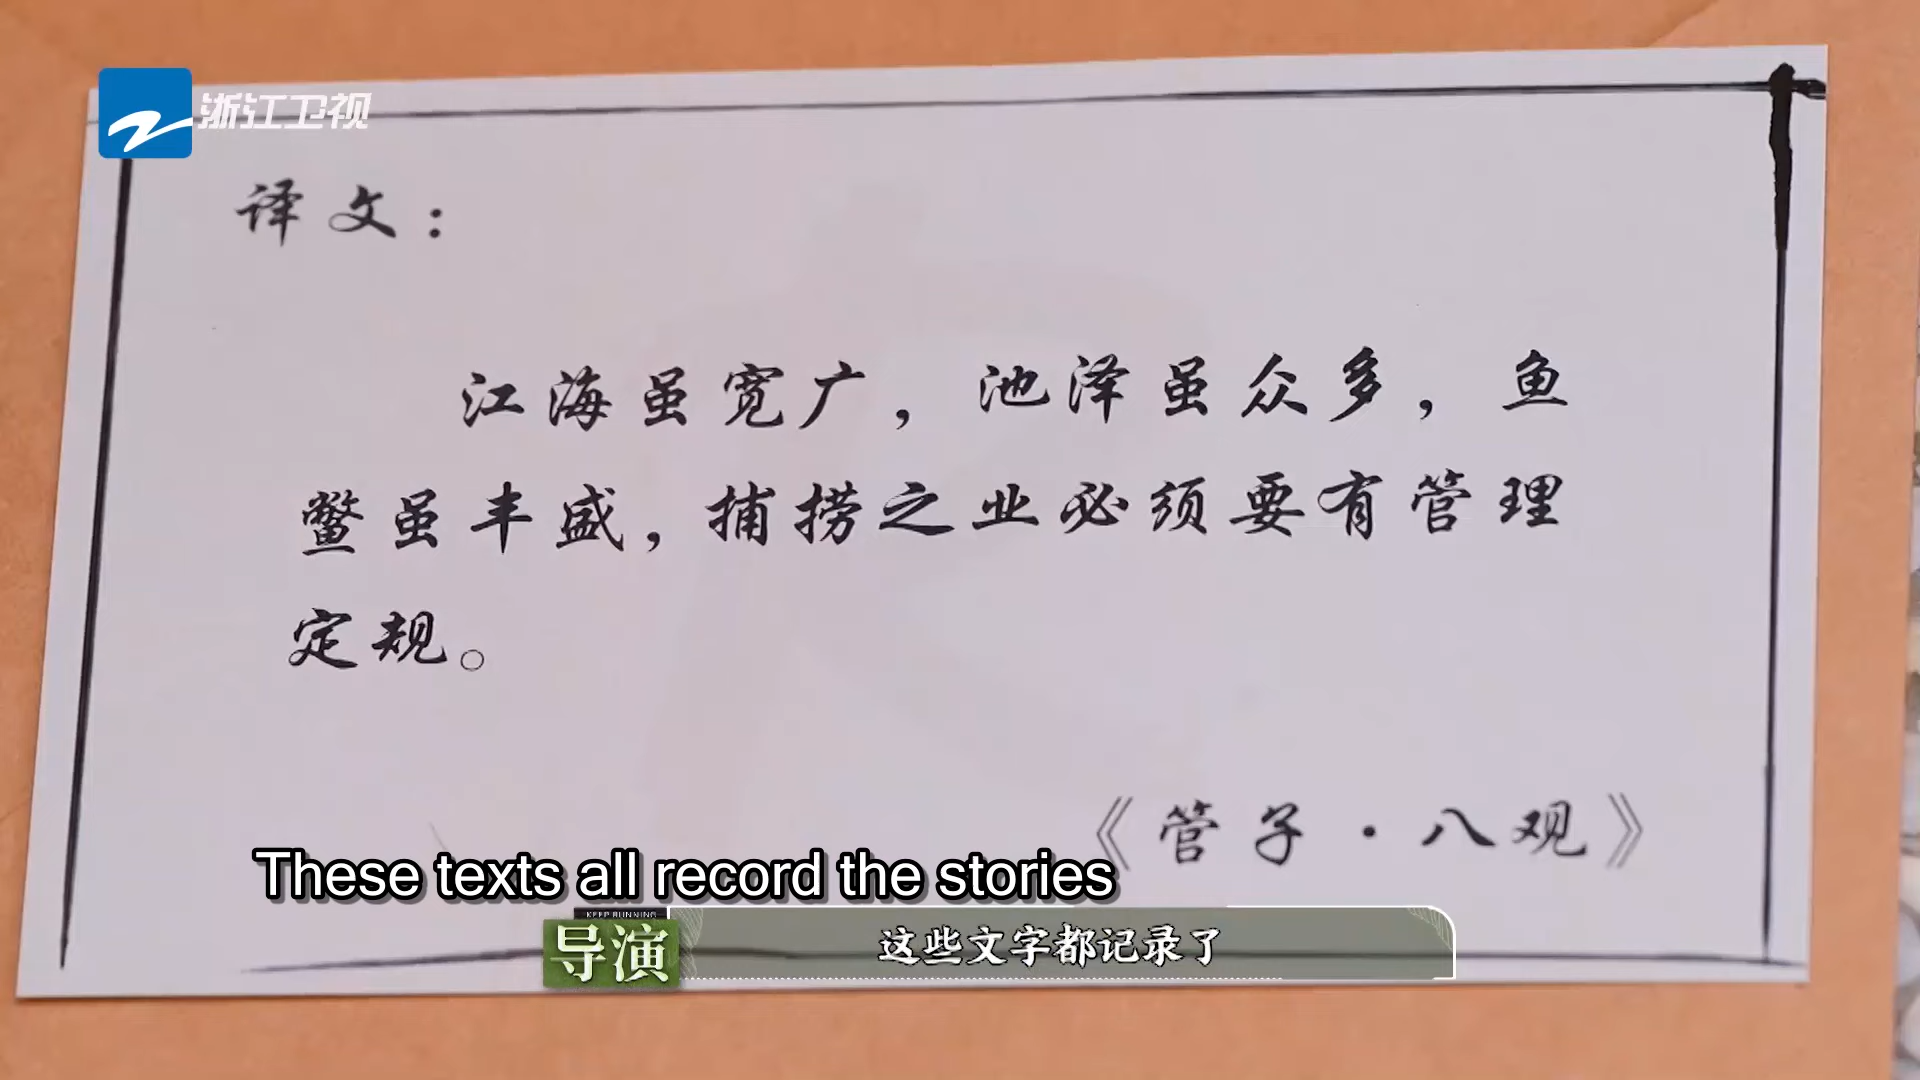 浙江卫视
译文：
江海虽宽广，池泽虽众多，鱼
鳖虽丰盛，捕捞之业必须要有管理
定规。
《管子·八观》
These texts all record the stories
KEEP RUNNING
导演
这些文字都记录了